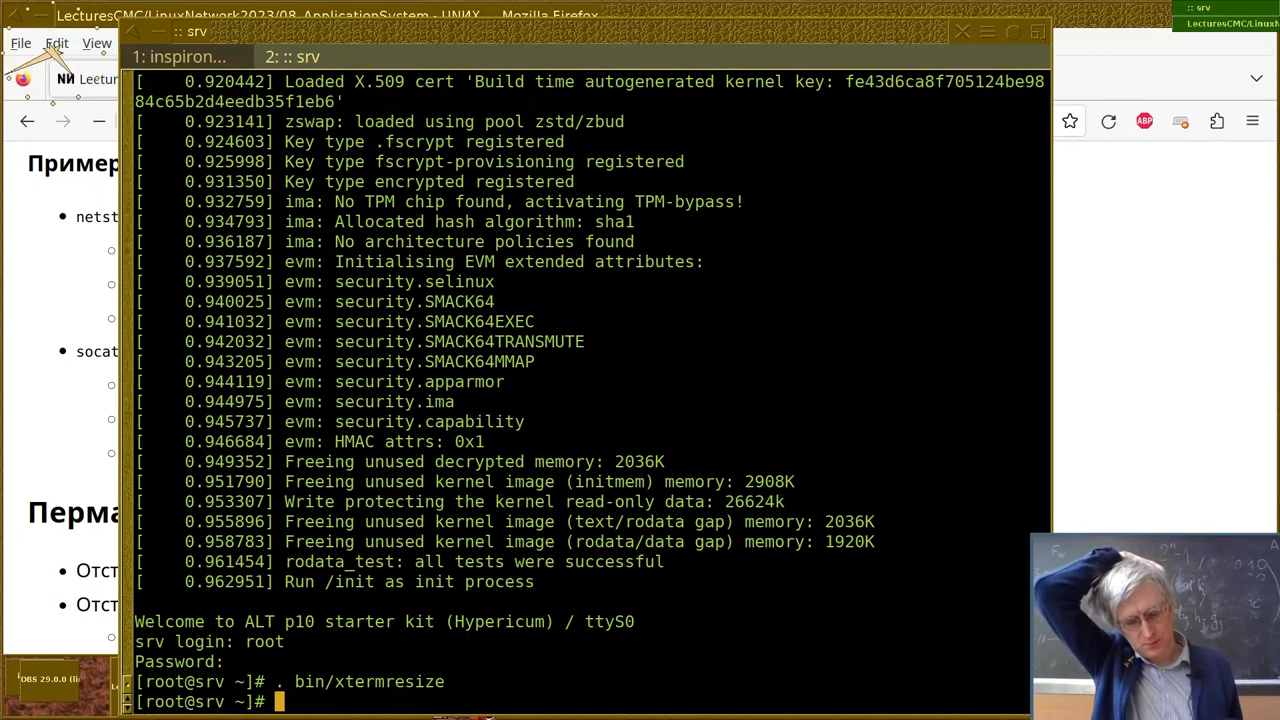 LecturesCMC/LinuxNetwork2023/08_ApplicationSystem - UNИX — Mozilla Firefox
:: srv
LecturesCMC/LinuxN
:: srv
File Edit View
1: inspiron...
2: :: srv
NИ Lectur
ABP
Пример
netst
socat
Перма
Отст
Отст
DBS 29.0.0 (li
[    0.920442] Loaded X.509 cert 'Build time autogenerated kernel key: fe43d6ca8f705124be98
84c65b2d4eedb35f1eb6'
[    0.923141] zswap: loaded using pool zstd/zbud
[    0.924603] Key type .fscrypt registered
[    0.925998] Key type fscrypt-provisioning registered
[    0.931350] Key type encrypted registered
[    0.932759] ima: No TPM chip found, activating TPM-bypass!
[    0.934793] ima: Allocated hash algorithm: sha1
[    0.936187] ima: No architecture policies found
[    0.937592] evm: Initialising EVM extended attributes:
[    0.939051] evm: security.selinux
[    0.940025] evm: security.SMACK64
[    0.941032] evm: security.SMACK64EXEC
[    0.942032] evm: security.SMACK64TRANSMUTE
[    0.943205] evm: security.SMACK64MMAP
[    0.944119] evm: security.apparmor
[    0.944975] evm: security.ima
[    0.945737] evm: security.capability
[    0.946684] evm: HMAC attrs: 0x1
[    0.949352] Freeing unused decrypted memory: 2036K
[    0.951790] Freeing unused kernel image (initmem) memory: 2908K
[    0.953307] Write protecting the kernel read-only data: 26624k
[    0.955896] Freeing unused kernel image (text/rodata gap) memory: 2036K
[    0.958783] Freeing unused kernel image (rodata/data gap) memory: 1920K
[    0.961454] rodata_test: all tests were successful
[    0.962951] Run /init as init process
Welcome to ALT p10 starter kit (Hypericum) / ttyS0
srv login: root
Password:
[root@srv ~]# . bin/xtermresize
[root@srv ~]#